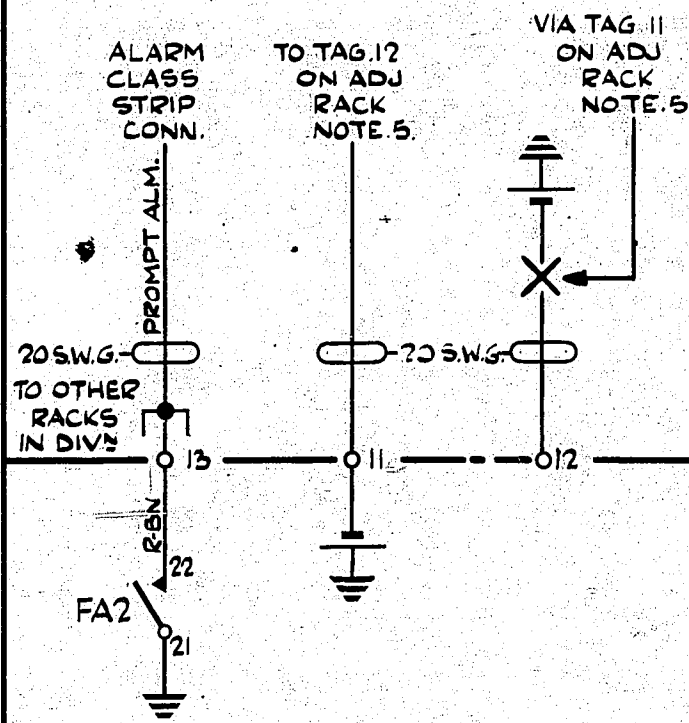 ALARM
CLASS
STRIP
CONN.
TO TAG.12
ON ADJ
RACK
NOTE.5.
VIA TAG 11
ON ADJ
RACK
NOTE.5
PROMPT ALM.
20 S.W.G.
20 S.W.G.
TO OTHER
RACKS
IN DIVN
13
11
12
R-BN
22
FA2
21